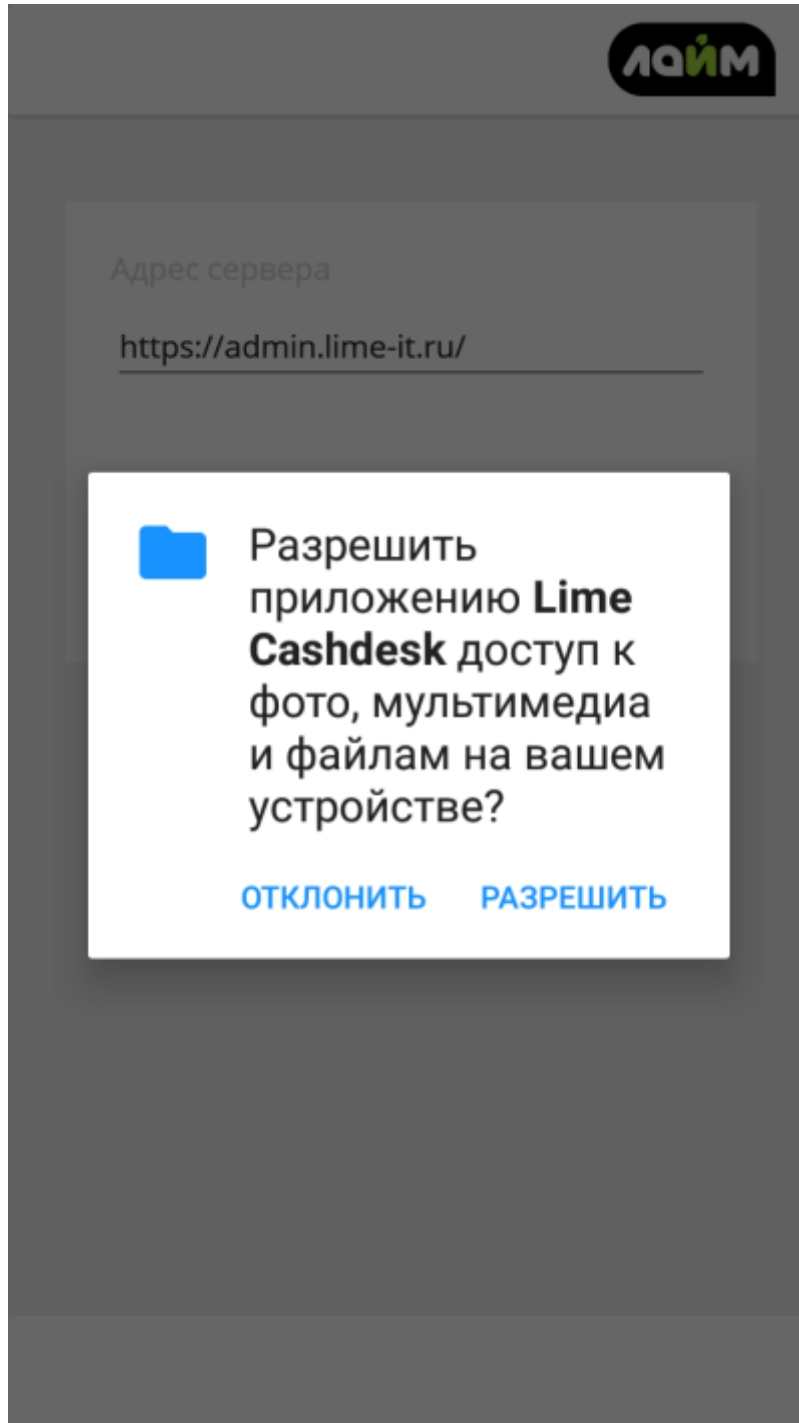 лайм
Адрес сервера
https://admin.lime-it.ru/
Разрешить
приложению Lime
Cashdesk доступ к
фото, мультимедиа
и файлам на вашем
устройстве?
ОТКЛОНИТЬ РАЗРЕШИТЬ